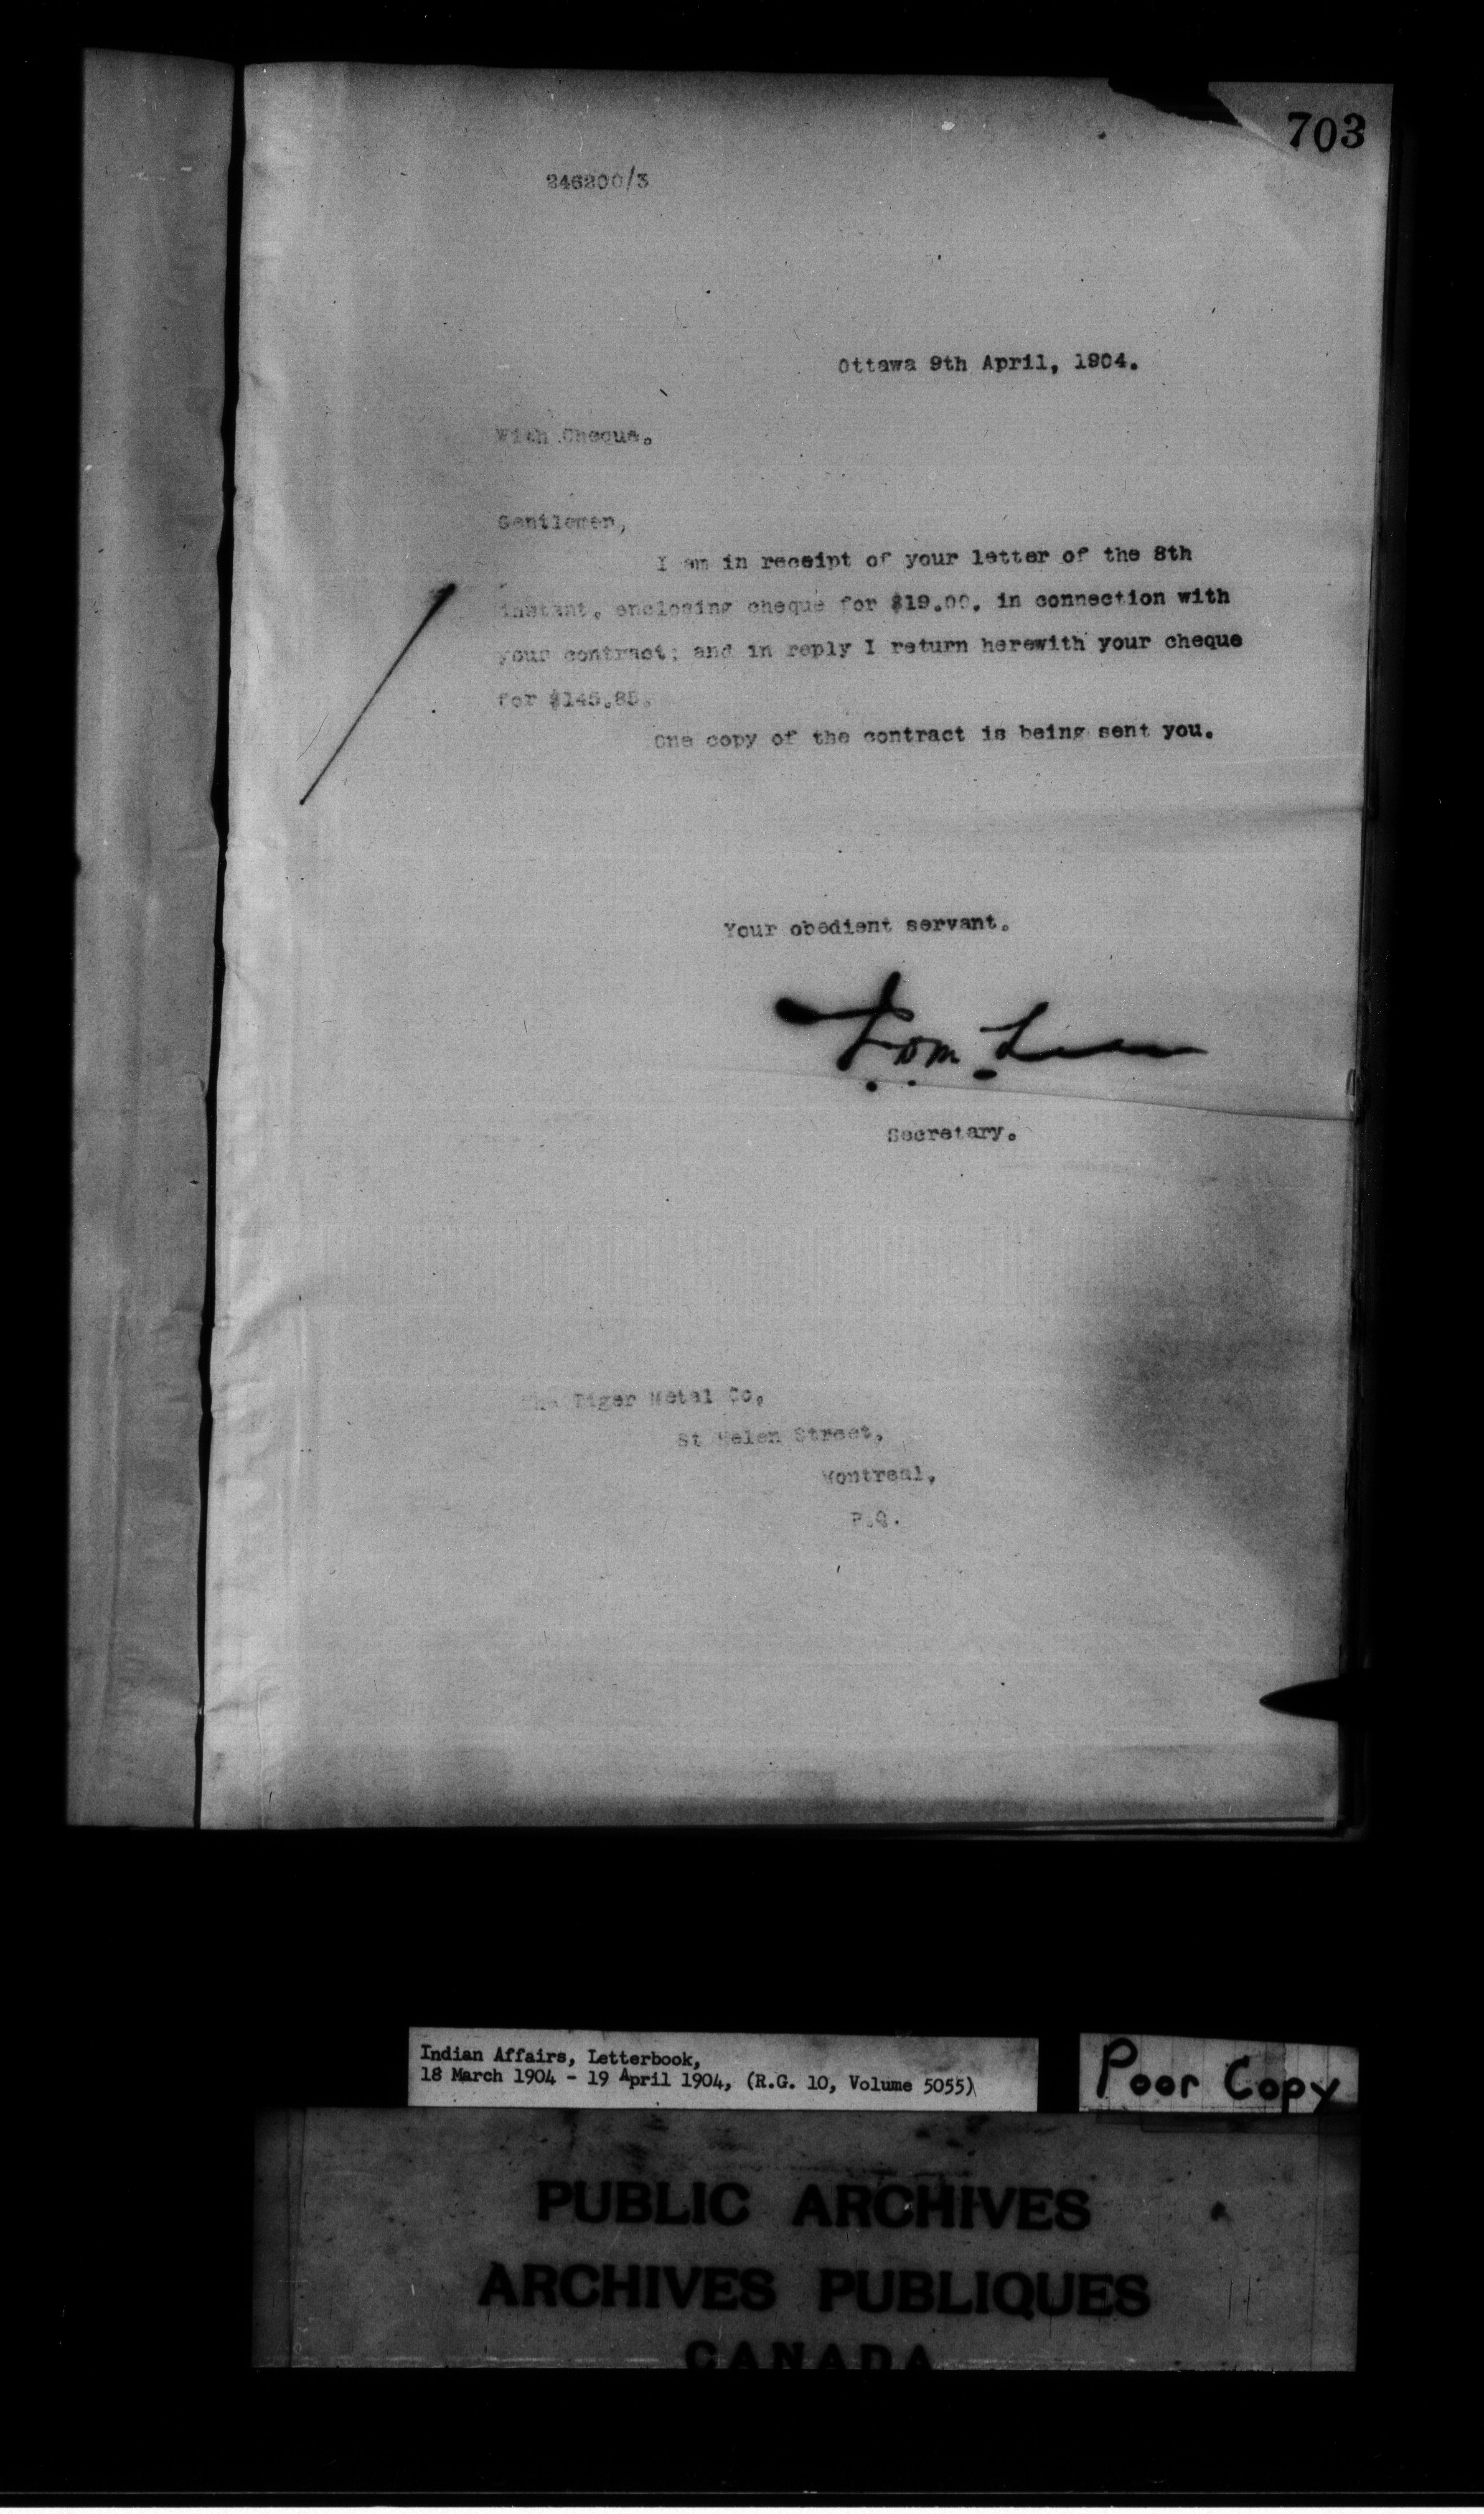 703
246200/3
Ottawa 9th April, 1904.
With Cheque.
Gentlemen,
I am in receipt of your letter of the 8th
instant, enclosing cheque for $19.00, in connection with
your contract; and in reply I return herewith your cheque
for $145.85.
One copy of the contract is being sent you.
Your obedient servant.
Secretary.
The Tiger Metal Co,
St Helen Street,
Montreal,
P.Q.
Indian Affairs, Letterbook,
18 March 1904 - 19 April 1904, (R.G. 10, Volume 5055)
Poor Copy
PUBLIC ARCHIVES
ARCHIVES PUBLIQUES
CANADA